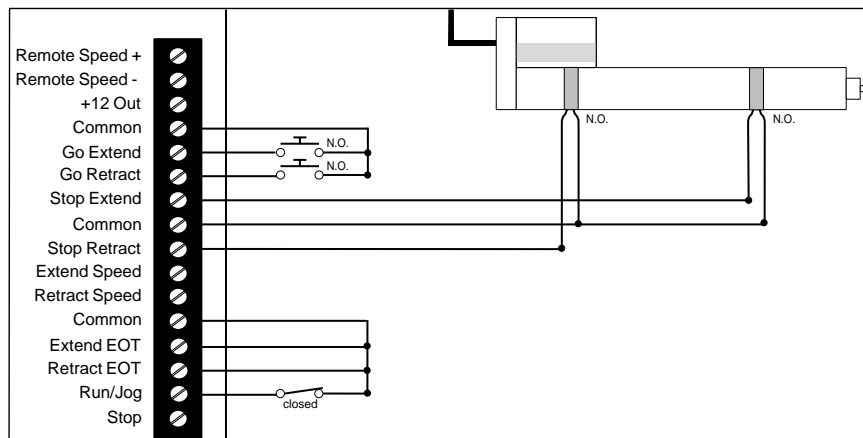 Remote Speed +
Remote Speed -
+12 Out
Common
Go Extend
Go Retract
Stop Extend
Common
Stop Retract
Extend Speed
Retract Speed
Common
Extend EOT
Retract EOT
Run/Jog
Stop
N.O.
N.O.
closed
N.O.
N.O.